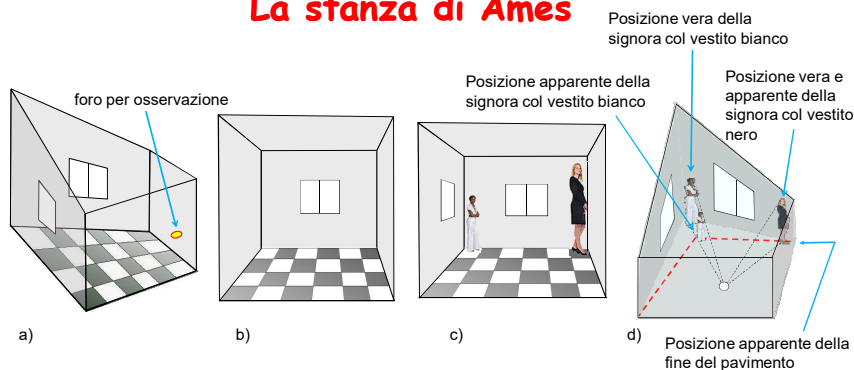 La stanza di Ames
Posizione vera della
signora col vestito bianco
foro per osservazione
Posizione apparente della
signora col vestito bianco
Posizione vera e
apparente della
signora col vestito
nero
a)
b)
c)
d)
Posizione apparente della
fine del pavimento